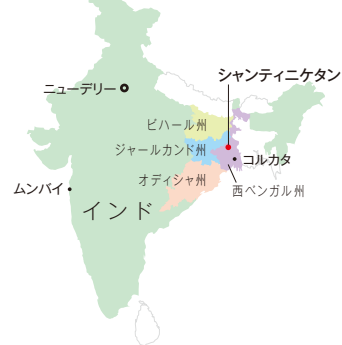 シャンティニケタン
ニューデリー
ビハール州
ジャールカンド州
コルカタ
オディシャ州
ムンバイ
西ベンガル州
インド